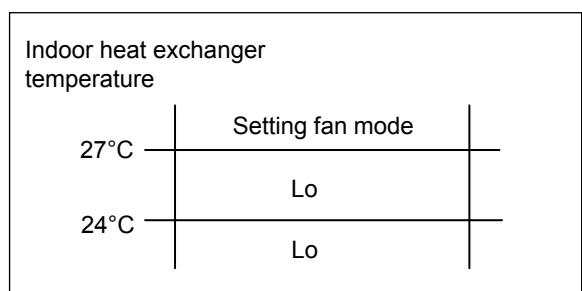 Indoor heat exchanger
temperature
Setting fan mode
27°C
Lo
24°C
Lo